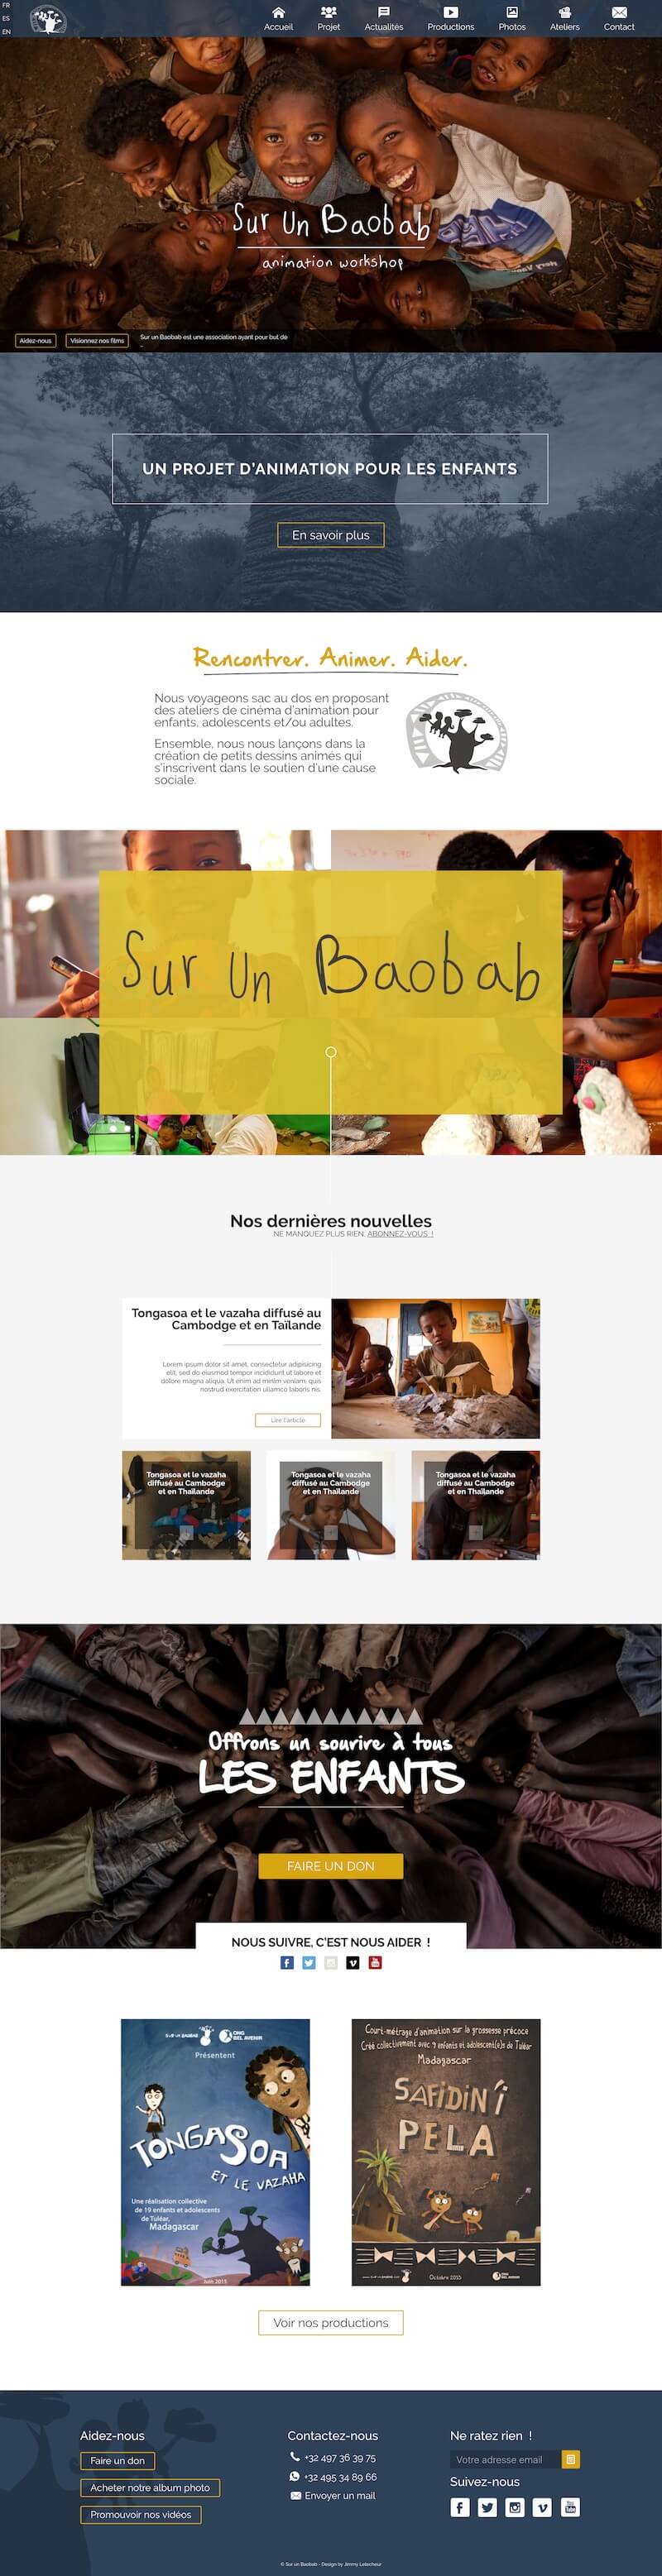 FR
ES
EN
Accueil
Projet
Actualités
Productions
Photos
Ateliers
Contact
Sur Un Baobab
animation workshop
Aidez-nous
Visionnez nos films
Sur un Baobab est une association ayant pour but de
UN PROJET D'ANIMATION POUR LES ENFANTS
En savoir plus
Rencontrer. Animer. Aider.
Nous voyageons sac au dos en proposant
des ateliers de cinéma d'animation pour
enfants, adolescents et/ou adultes.
Ensemble, nous nous lançons dans la
création de petits dessins animés qui
s'inscrivent dans le soutien d'une cause
sociale.
Sur Un Baobab
Nos dernières nouvelles
NE MANQUEZ PLUS RIEN, ABONNEZ-VOUS !
Tongasoa et le vazaha diffusé au
Cambodge et en Taïlande
Lorem ipsum dolor sit amet, consectetur adipisicing
elit, sed do eiusmod tempor incididunt ut labore et
dolore magna aliqua. Ut enim ad minim veniam, quis
nostrud exercitation ullamco laboris nis.
Lire l'article
Tongasoa et le vazaha
diffusé au Cambodge
et en Thaïlande
Tongasoa et le vazaha
diffusé au Cambodge
et en Thaïlande
Tongasoa et le vazaha
diffusé au Cambodge
et en Thaïlande
Offrons un sourire à tous
LES ENFANTS
FAIRE UN DON
NOUS SUIVRE, C'EST NOUS AIDER !
SUR UN BAOBAB
ONG
BEL AVENIR
Présentent
TONGASOA
ET LE VAZAHA
Une réalisation collective
de 19 enfants et adolescents
de Tuléar,
Madagascar
Juin 2015
Court-métrage d'animation sur la grossesse précoce
Créé collectivement avec 9 enfants et adolescent(e)s de Tuléar
Madagascar
SAFIDIN'i
PELA
Octobre 2015
Voir nos productions
Aidez-nous
Faire un don
Acheter notre album photo
Promouvoir nos vidéos
Contactez-nous
+32 497 36 39 75
+32 495 34 89 66
Envoyer un mail
Ne ratez rien !
Votre adresse email
Suivez-nous
© Sur un Baobab - Design by Jimmy Letecheur